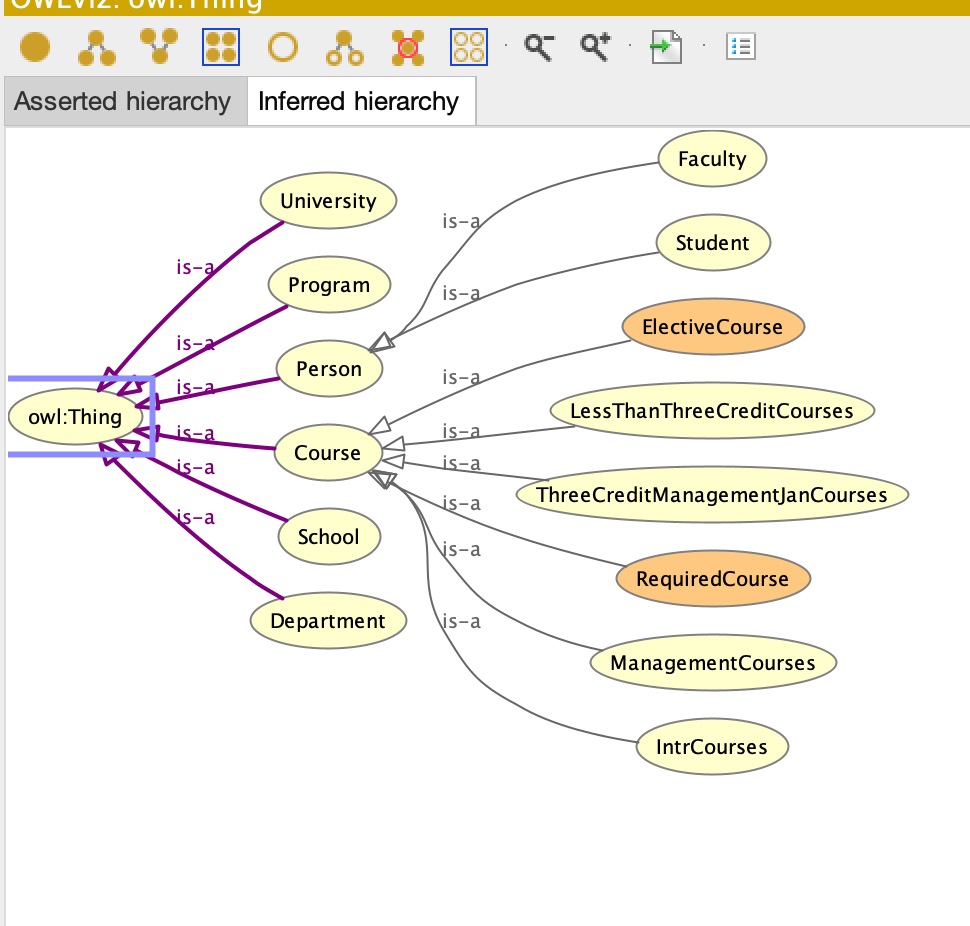 OWLViz: owl:Thing
Asserted hierarchy
Inferred hierarchy
Faculty
University
is-a
Student
is-a
Program
is-a
ElectiveCourse
is-a
Person
is-a
is-a
LessThanThreeCreditCourses
owl:Thing
is-a
is-a
Course
is-a
is-a
ThreeCreditManagementJanCourses
is-a
is-a
School
is-a
RequiredCourse
Department
is-a
ManagementCourses
IntrCourses